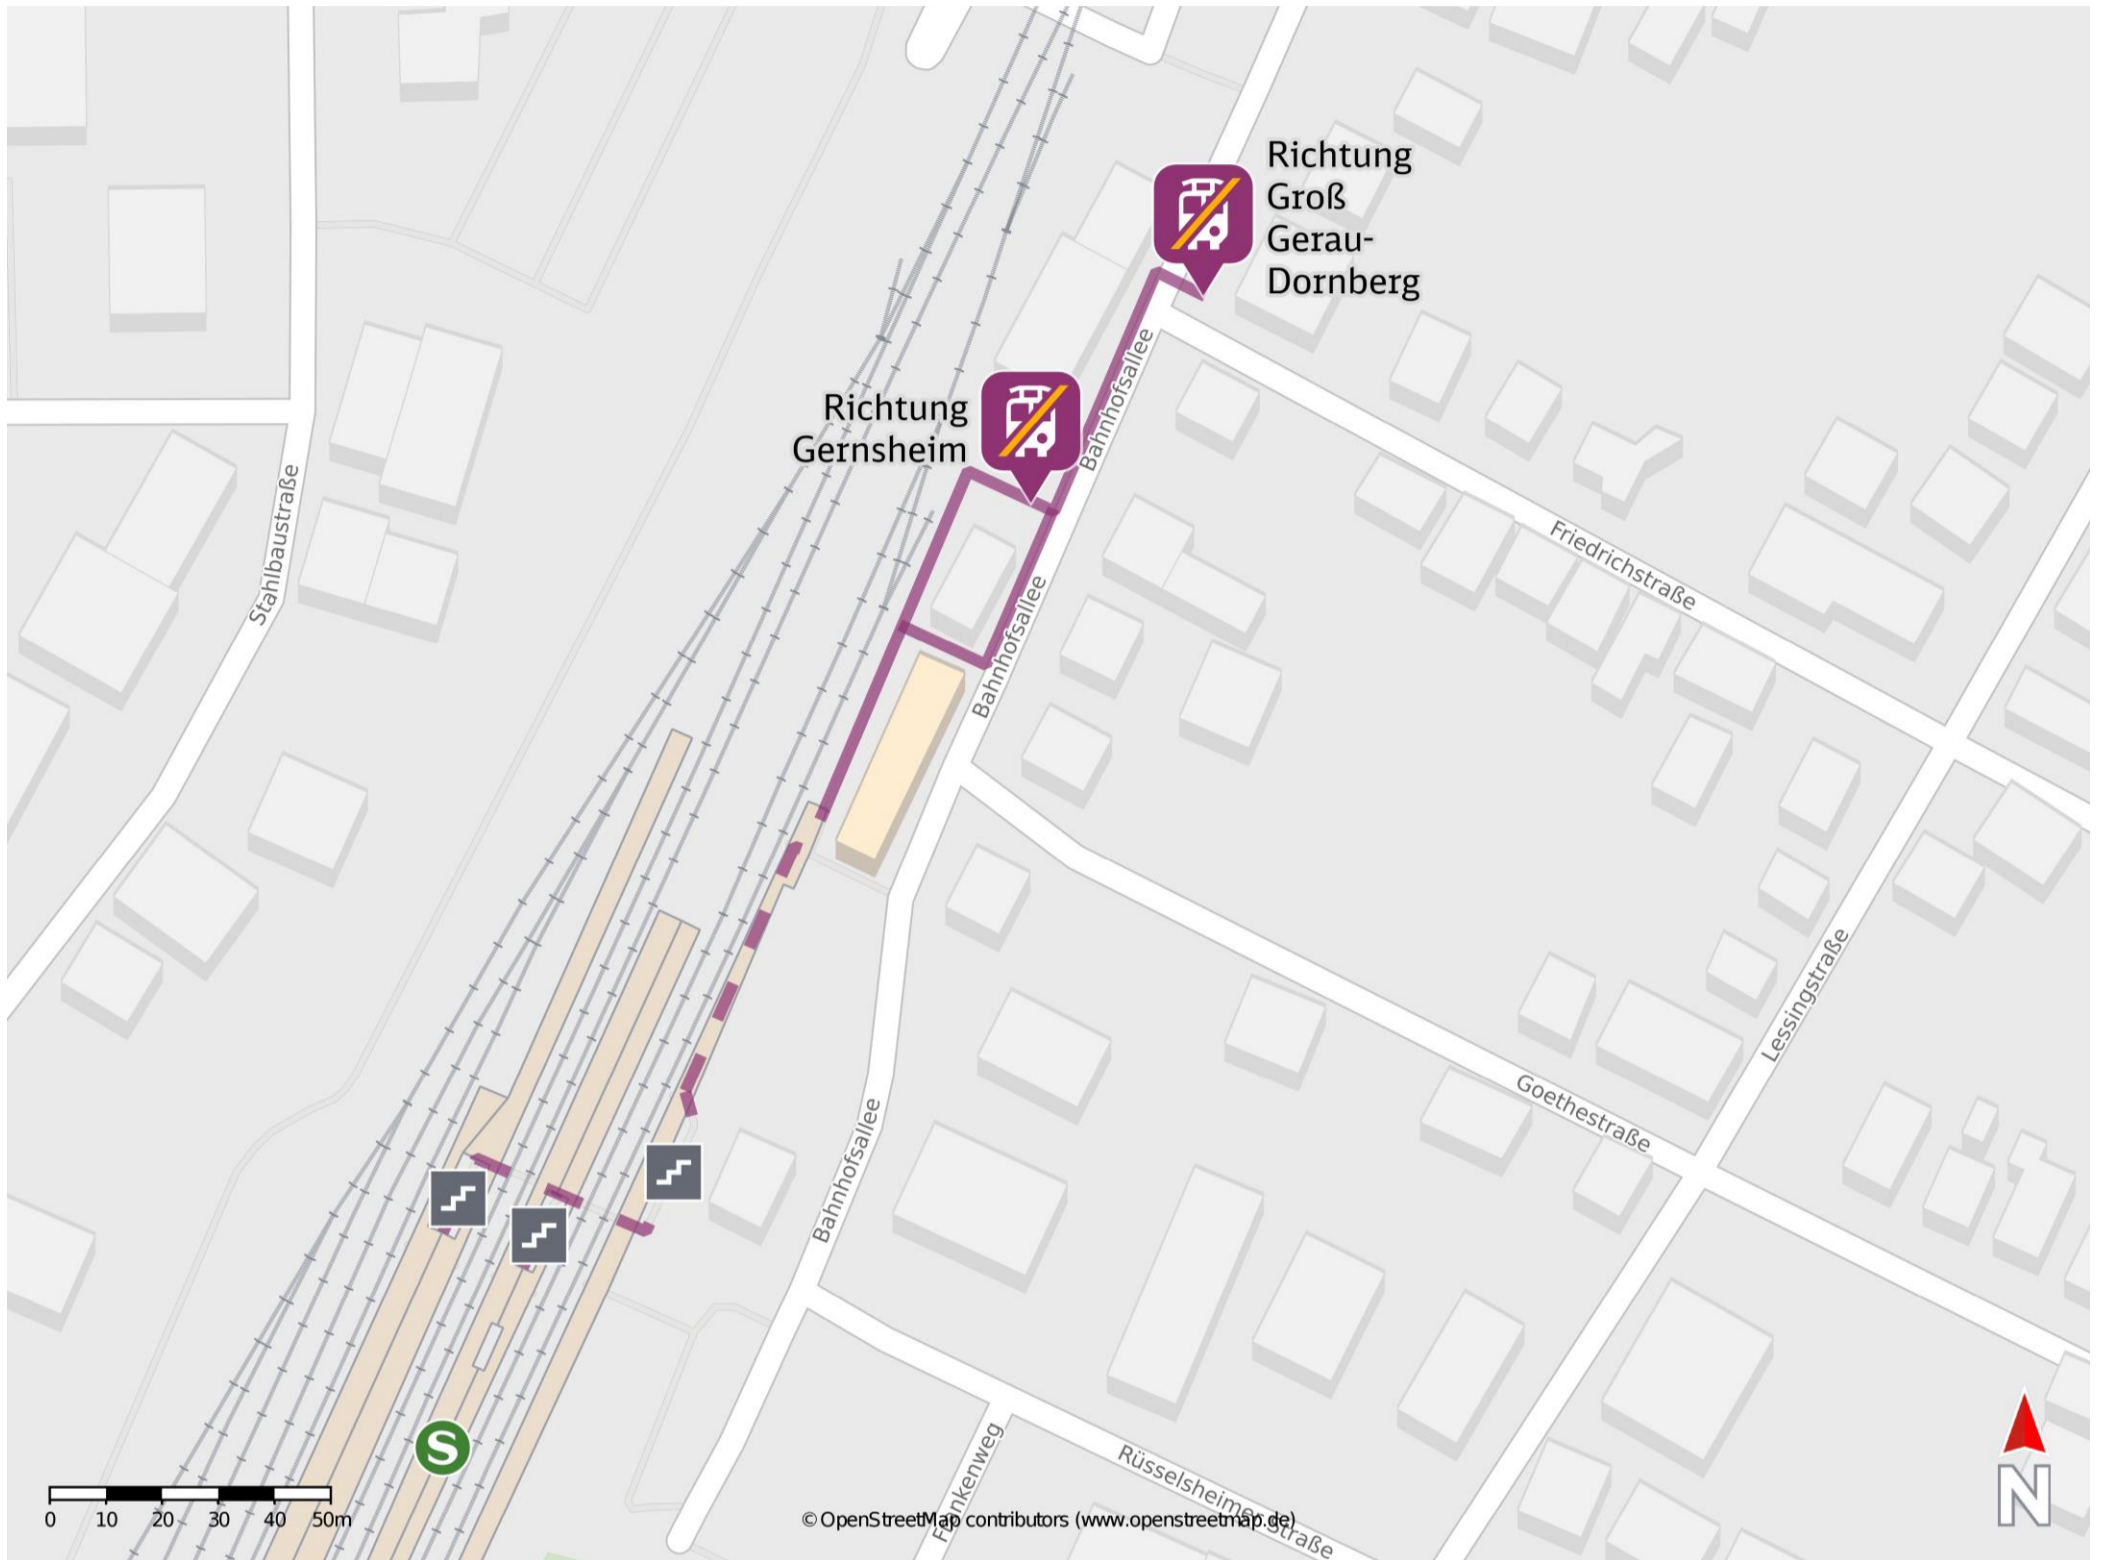 Richtung
Groß
Gerau-
Dornberg
Richtung
Gernsheim
Bahnhofsallee
Stahlbaustraße
Friedrichstraße
Bahnhofsallee
Lessingstraße
Goethestraße
Bahnhofsallee
S
Frankenweg
Rüsselsheimer Straße
0 10 20 30 40 50m
© OpenStreetMap contributors (www.openstreetmap.de)
N